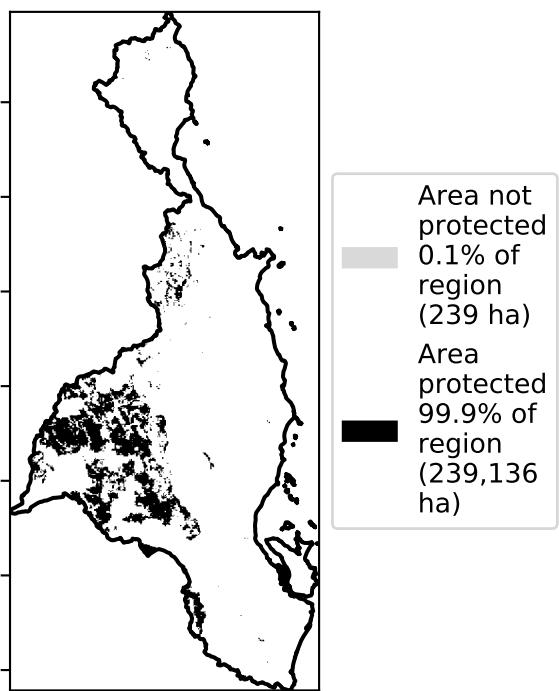 Area not
protected
0.1% of
region
(239 ha)
Area
protected
99.9% of
region
(239,136
ha)